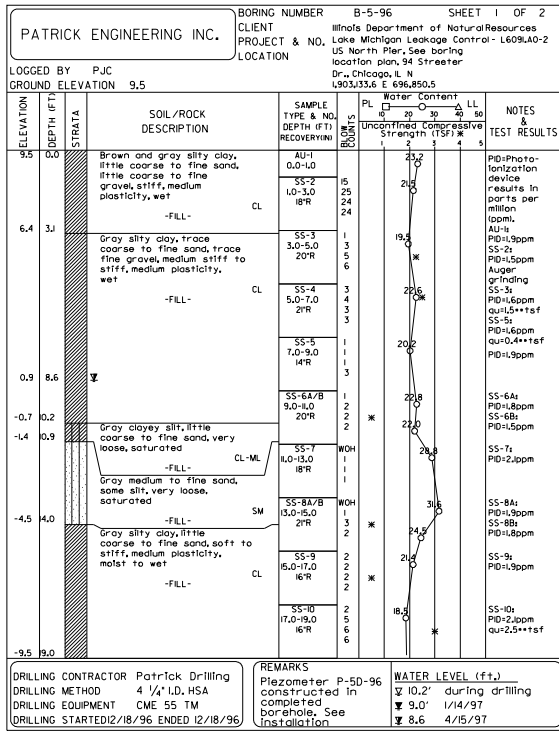 PATRICK ENGINEERING INC.
BORING NUMBER B-5-96 SHEET 1 OF 2
CLIENT Illinois Department of Natural Resources
PROJECT & NO. Lake Michigan Leakage Control - L609LA0-2
LOCATION US North Pier, See boring
location plan, 94 Streeter
Dr., Chicago, IL N
1,903,133.6 E 696,850.5
LOGGED BY PJC
GROUND ELEVATION 9.5
ELEVATION
DEPTH (FT)
STRATA
SOIL/ROCK
DESCRIPTION
SAMPLE
TYPE & NO.
DEPTH (FT)
RECOVERY(IN)
BLOW
COUNTS
Water Content
PL LL
10 20 30 40 50
Unconfined Compressive
Strength (TSF) ✱
1 2 3 4 5
NOTES
&
TEST RESULTS
9.5 0.0
Brown and gray silty clay,
little coarse to fine sand,
little coarse to fine
gravel, stiff, medium
plasticity, wet
CL
-FILL-
6.4 3.1
Gray silty clay, trace
coarse to fine sand, trace
fine gravel, medium stiff to
stiff, medium plasticity,
wet
CL
-FILL-
0.9 8.6
-0.7 10.2
Gray clayey silt, little
coarse to fine sand, very
loose, saturated
CL-ML
-FILL-
-1.4 10.9
Gray medium to fine sand,
some silt, very loose,
saturated
SM
-FILL-
-4.5 14.0
Gray silty clay, little
coarse to fine sand, soft to
stiff, medium plasticity,
moist to wet
CL
-FILL-
-9.5 19.0
AU-1
0.0-1.0
SS-2
1.0-3.0
18"R
15
25
24
24
SS-3
3.0-5.0
20"R
1
3
5
6
SS-4
5.0-7.0
21"R
3
4
3
3
SS-5
7.0-9.0
14"R
1
1
1
3
SS-6A/B
9.0-11.0
20"R
1
2
2
2
SS-7
11.0-13.0
18"R
WOH
1
1
1
SS-8A/B
13.0-15.0
21"R
WOH
1
3
2
SS-9
15.0-17.0
16"R
2
2
2
2
SS-10
17.0-19.0
16"R
2
5
6
6
23.2
21.5
19.5
22.6
20.2
22.8
22.0
28.8
31.6
24.5
21.4
18.5
PID=Photo-
ionization
device
results in
parts per
million
(ppm).
AU-1:
PID=1.9ppm
SS-2:
PID=1.5ppm
Auger
grinding
SS-3:
PID=1.6ppm
qu=1.5**tsf
SS-5:
PID=1.6ppm
qu=0.4**tsf
PID=1.9ppm
SS-6A:
PID=1.8ppm
SS-6B:
PID=1.5ppm
SS-7:
PID=2.1ppm
SS-8A:
PID=1.9ppm
SS-8B:
PID=1.8ppm
SS-9:
PID=1.9ppm
SS-10:
PID=2.1ppm
qu=2.5**tsf
DRILLING CONTRACTOR Patrick Drilling
DRILLING METHOD 4 1/4" I.D. HSA
DRILLING EQUIPMENT CME 55 TM
DRILLING STARTED 12/18/96 ENDED 12/18/96
REMARKS
Piezometer P-5D-96
constructed in
completed
borehole. See
installation
WATER LEVEL (ft.)
10.2' during drilling
9.0' 1/14/97
8.6 4/15/97